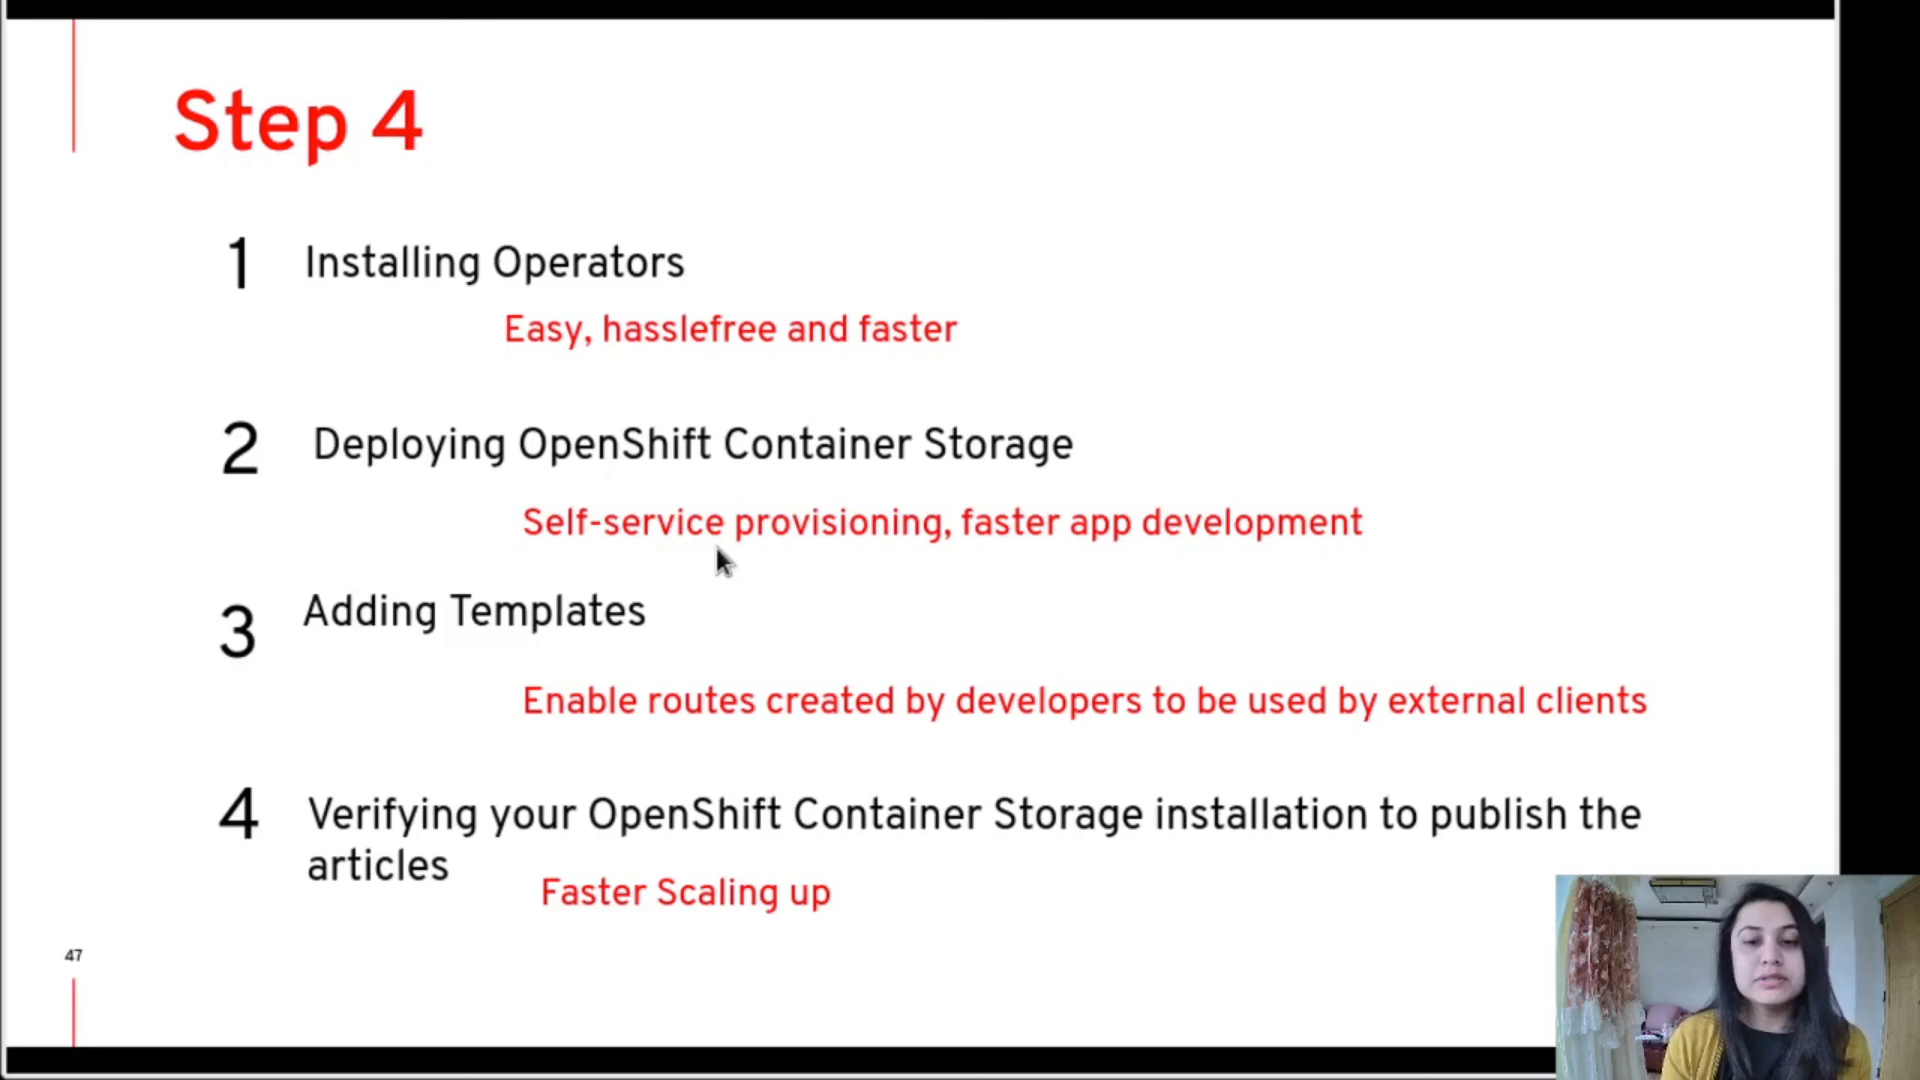 Step 4
1 Installing Operators
Easy, hasslefree and faster
2 Deploying OpenShift Container Storage
Self-service provisioning, faster app development
3 Adding Templates
Enable routes created by developers to be used by external clients
4 Verifying your OpenShift Container Storage installation to publish the
articles
Faster Scaling up
47